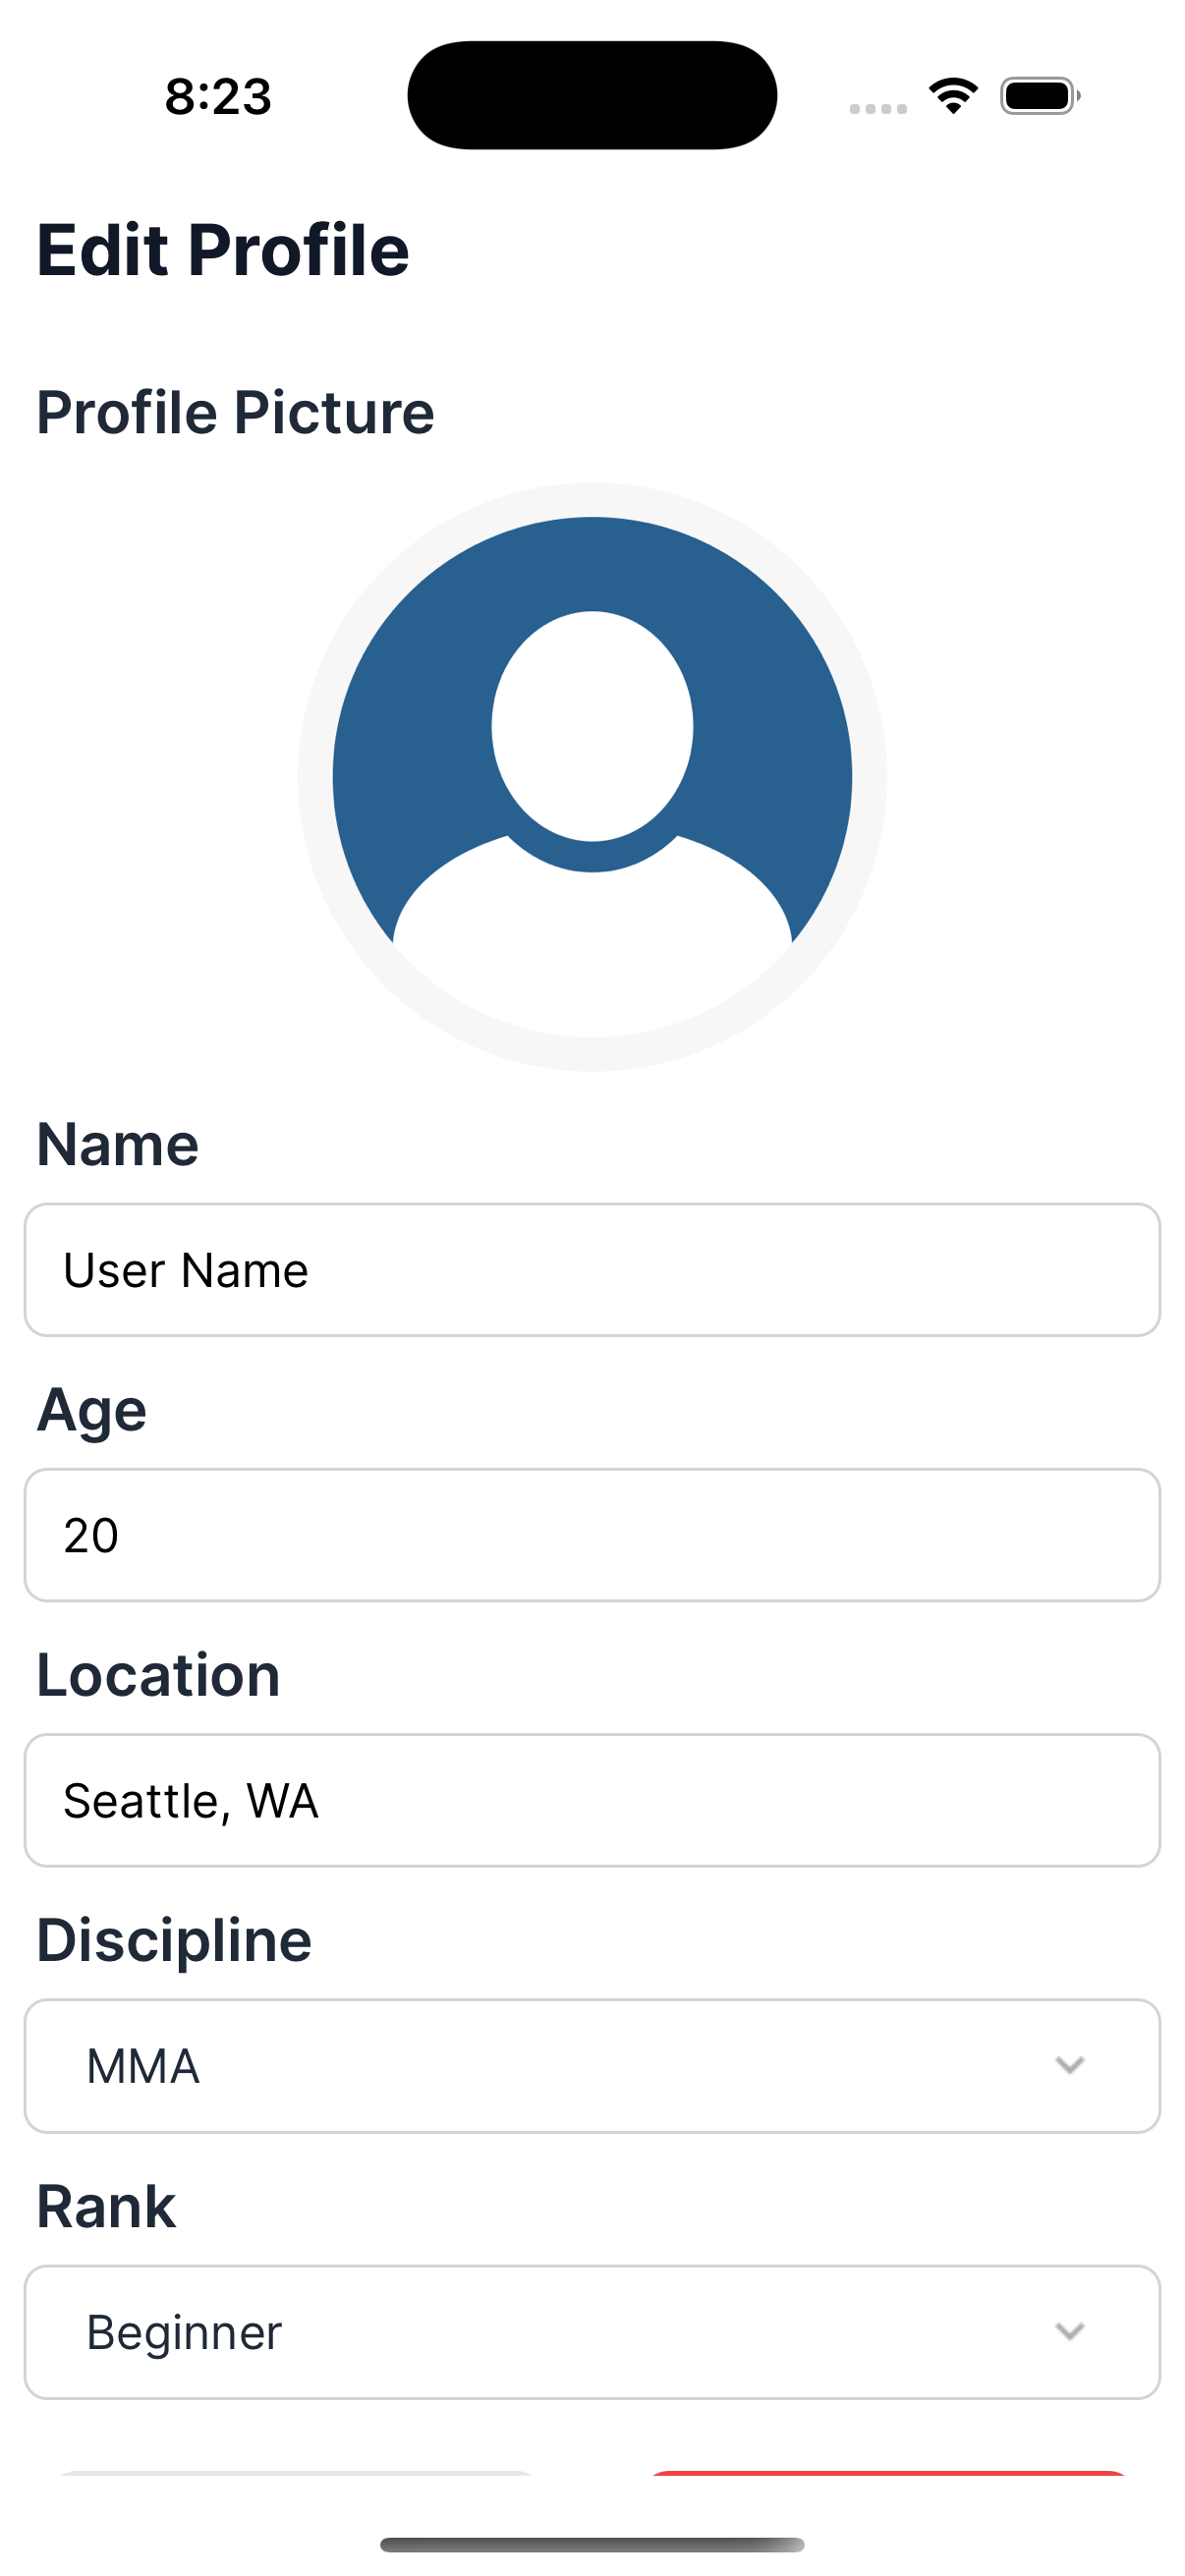 8:23
Edit Profile
Profile Picture
Name
User Name
Age
20
Location
Seattle, WA
Discipline
MMA
Rank
Beginner